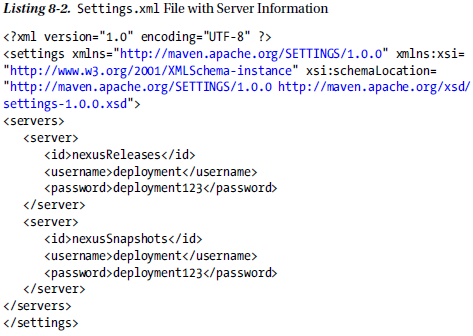 Listing 8-2. Settings.xml File with Server Information
<?xml version="1.0" encoding="UTF-8" ?>
<settings xmlns="http://maven.apache.org/SETTINGS/1.0.0" xmlns:xsi=
"http://www.w3.org/2001/XMLSchema-instance" xsi:schemaLocation=
"http://maven.apache.org/SETTINGS/1.0.0 http://maven.apache.org/xsd/
settings-1.0.0.xsd">
<servers>
   <server>
      <id>nexusReleases</id>
      <username>deployment</username>
      <password>deployment123</password>
   </server>
   <server>
      <id>nexusSnapshots</id>
      <username>deployment</username>
      <password>deployment123</password>
   </server>
</servers>
</settings>